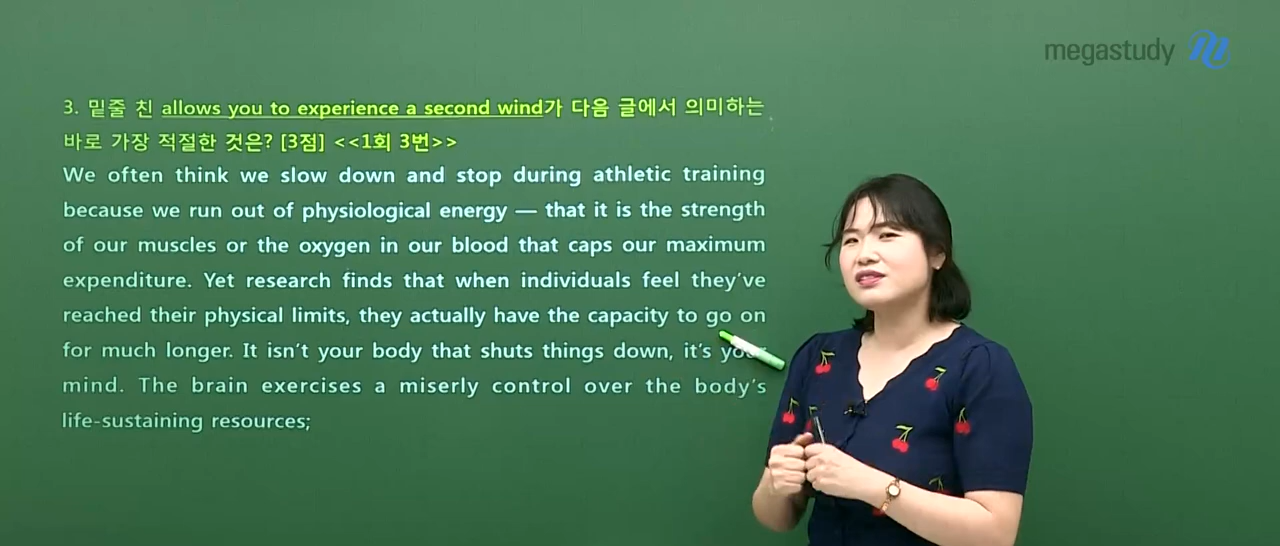 megastudy
3. 밑줄 친 allows you to experience a second wind가 다음 글에서 의미하는
바로 가장 적절한 것은? [3점] <<1회 3번>>
We often think we slow down and stop during athletic training
because we run out of physiological energy — that it is the strength
of our muscles or the oxygen in our blood that caps our maximum
expenditure. Yet research finds that when individuals feel they've
reached their physical limits, they actually have the capacity to go on
for much longer. It isn't your body that shuts things down, it's your
mind. The brain exercises a miserly control over the body's
life-sustaining resources;